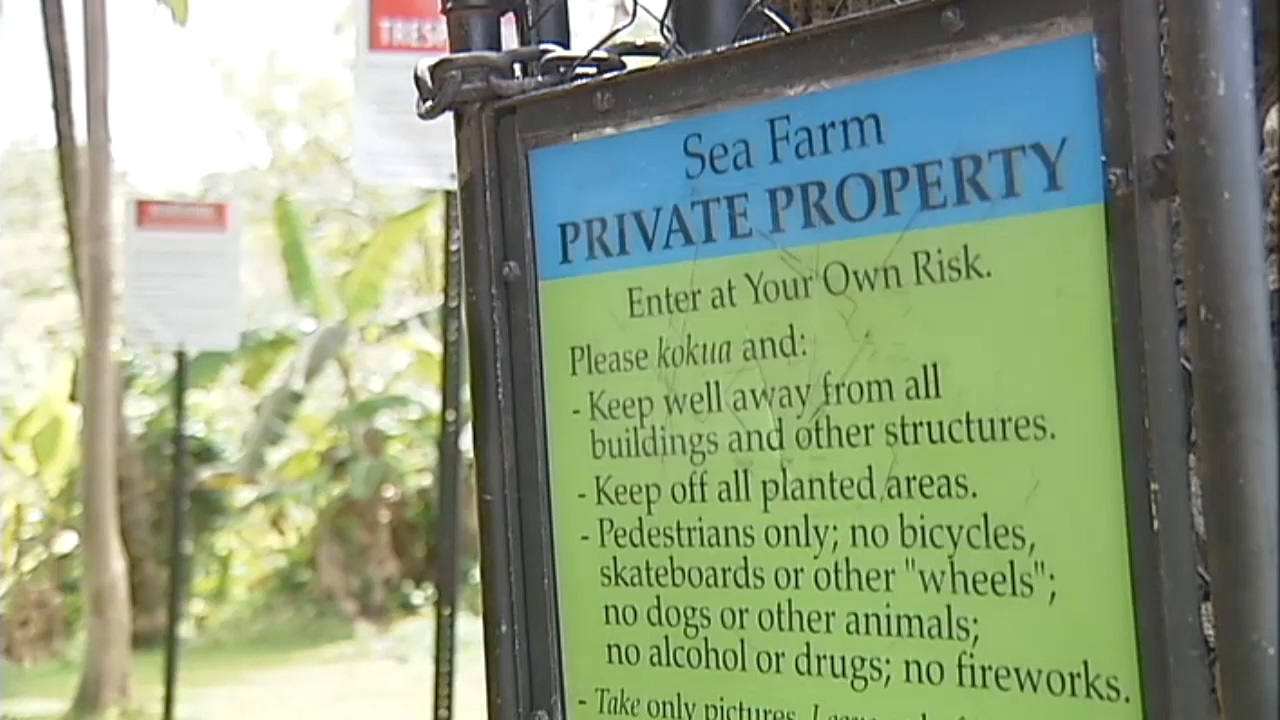 TRES
Sea Farm
PRIVATE PROPERTY
Enter at Your Own Risk.
Please kokua and:
- Keep well away from all
buildings and other structures.
- Keep off all planted areas.
- Pedestrians only; no bicycles,
skateboards or other "wheels";
no dogs or other animals;
no alcohol or drugs; no fireworks.
- Take only pictures.